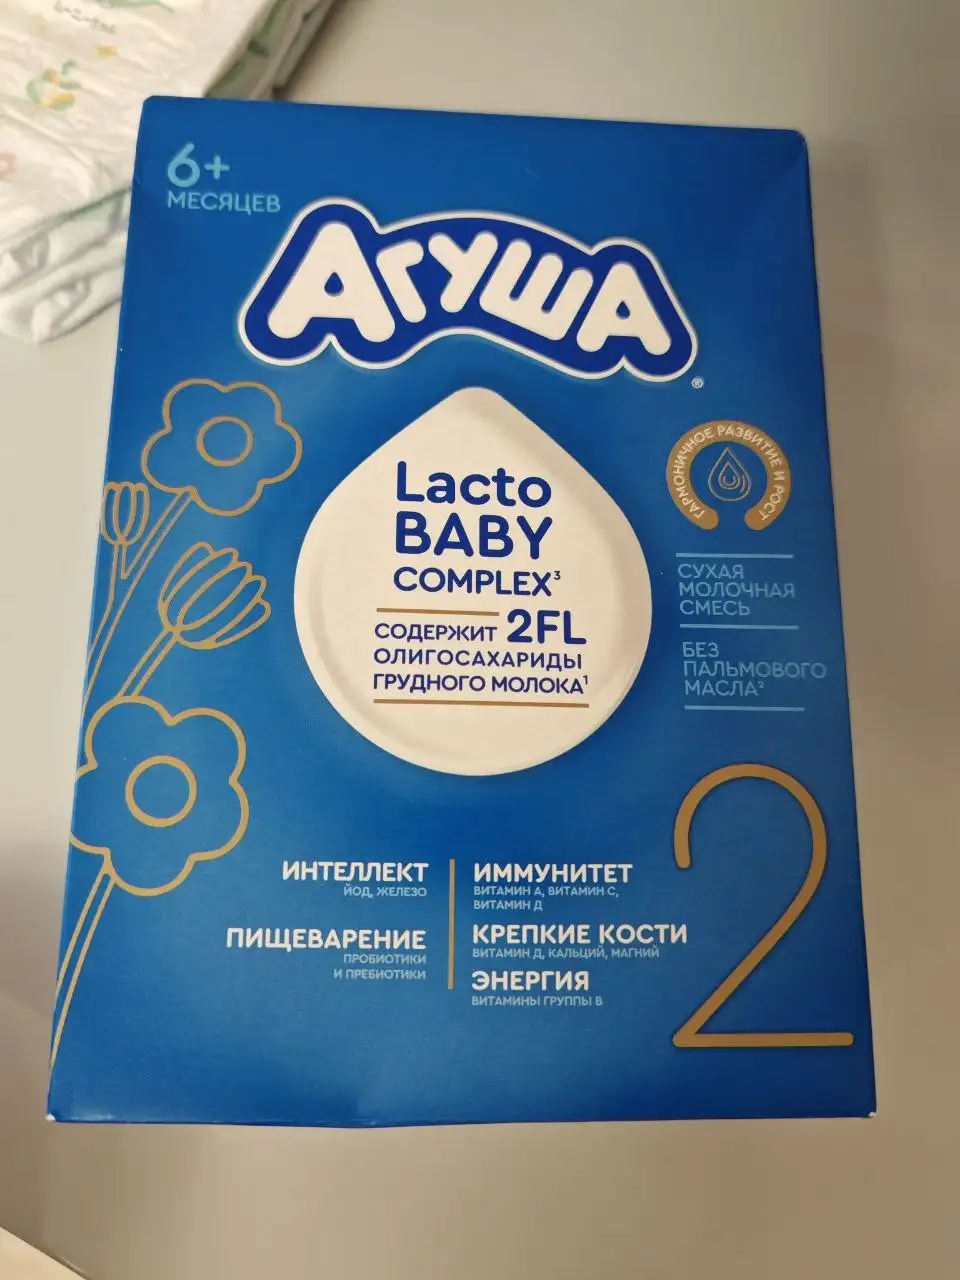 6+
МЕСЯЦЕВ
АГУША
®
ГАРМОНИЧНОЕ РАЗВИТИЕ И РОСТ
Lacto
BABY
COMPLEX³
СОДЕРЖИТ 2FL
ОЛИГОСАХАРИДЫ
ГРУДНОГО МОЛОКА¹
СУХАЯ
МОЛОЧНАЯ
СМЕСЬ
БЕЗ
ПАЛЬМОВОГО
МАСЛА²
2
ИНТЕЛЛЕКТ
ЙОД, ЖЕЛЕЗО
ПИЩЕВАРЕНИЕ
ПРОБИОТИКИ
И ПРЕБИОТИКИ
ИММУНИТЕТ
ВИТАМИН А, ВИТАМИН С,
ВИТАМИН Д
КРЕПКИЕ КОСТИ
ВИТАМИН Д, КАЛЬЦИЙ, МАГНИЙ
ЭНЕРГИЯ
ВИТАМИНЫ ГРУППЫ В